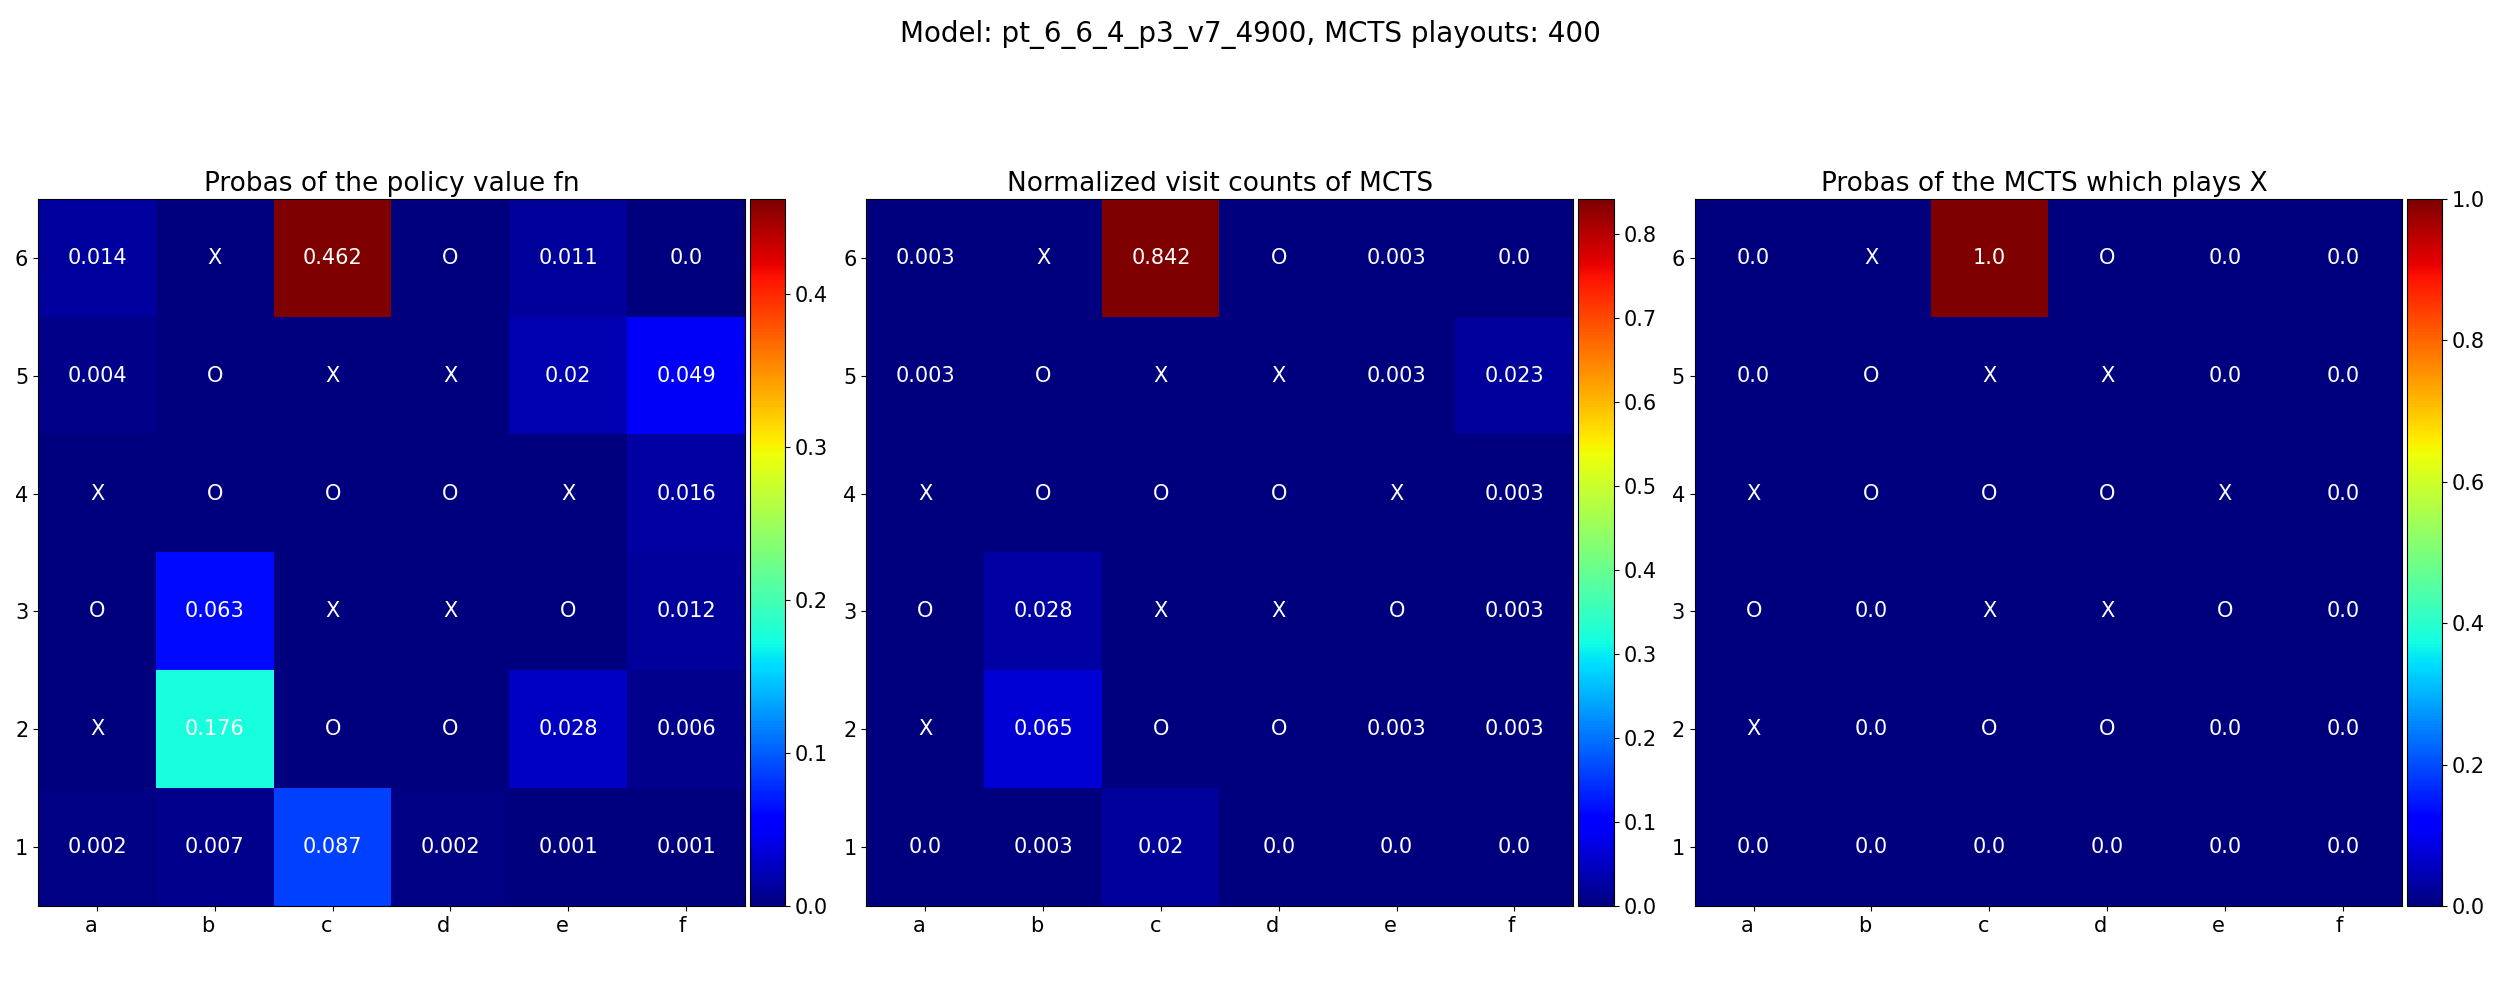 Model: pt_6_6_4_p3_v7_4900, MCTS playouts: 400
Probas of the policy value fn
6 0.014 X 0.462 O 0.011 0.0
5 0.004 O X X 0.02 0.049
4 X O O O X 0.016
3 O 0.063 X X O 0.012
2 X 0.176 O O 0.028 0.006
1 0.002 0.007 0.087 0.002 0.001 0.001
a b c d e f
0.4
0.3
0.2
0.1
0.0
Normalized visit counts of MCTS
6 0.003 X 0.842 O 0.003 0.0
5 0.003 O X X 0.003 0.023
4 X O O O X 0.003
3 O 0.028 X X O 0.003
2 X 0.065 O O 0.003 0.003
1 0.0 0.003 0.02 0.0 0.0 0.0
a b c d e f
0.8
0.7
0.6
0.5
0.4
0.3
0.2
0.1
0.0
Probas of the MCTS which plays X
6 0.0 X 1.0 O 0.0 0.0
5 0.0 O X X 0.0 0.0
4 X O O O X 0.0
3 O 0.0 X X O 0.0
2 X 0.0 O O 0.0 0.0
1 0.0 0.0 0.0 0.0 0.0 0.0
a b c d e f
1.0
0.8
0.6
0.4
0.2
0.0